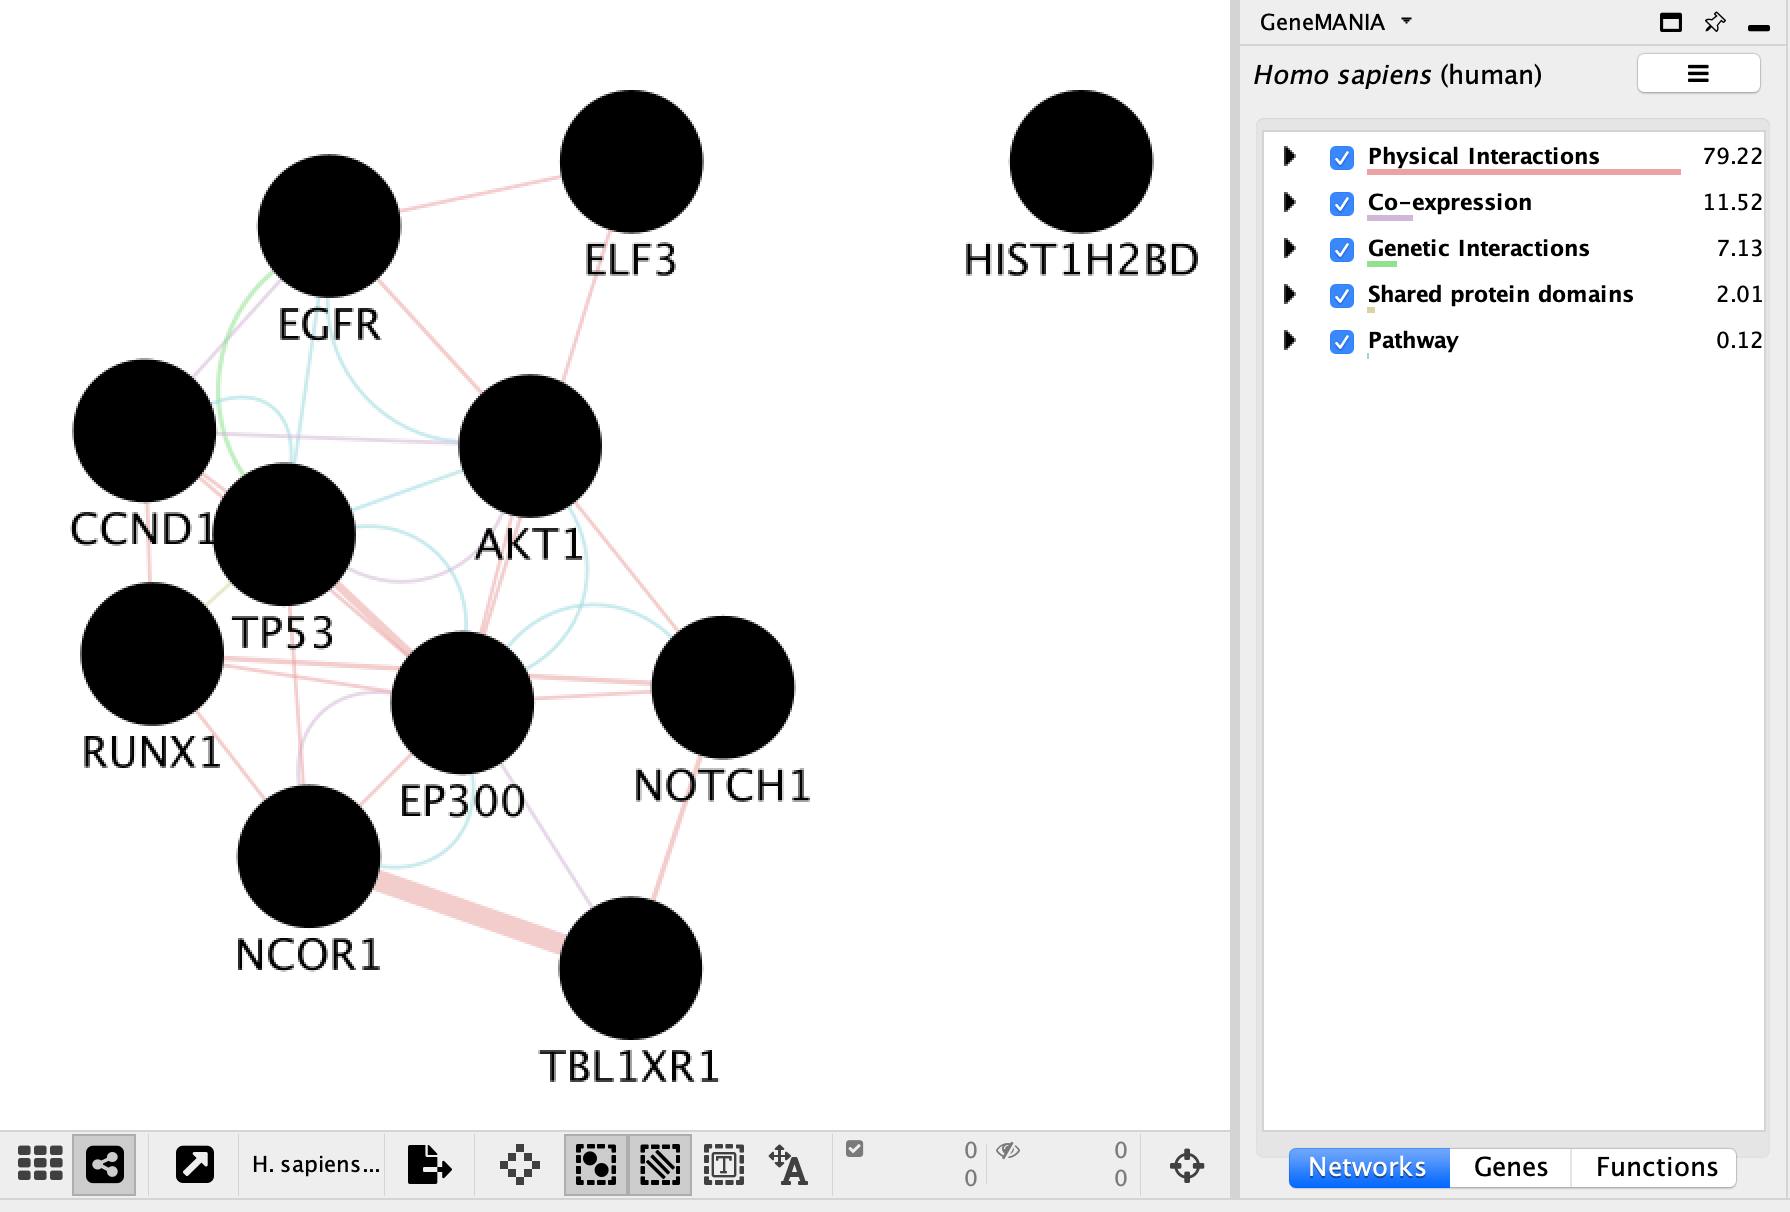 GeneMANIA
Homo sapiens (human)
Physical Interactions 79.22
Co-expression 11.52
Genetic Interactions 7.13
Shared protein domains 2.01
Pathway 0.12
ELF3
HIST1H2BD
EGFR
CCND1
AKT1
TP53
RUNX1
EP300
NOTCH1
NCOR1
TBL1XR1
H. sapiens...
T
A
0
0
0
0
Networks Genes Functions